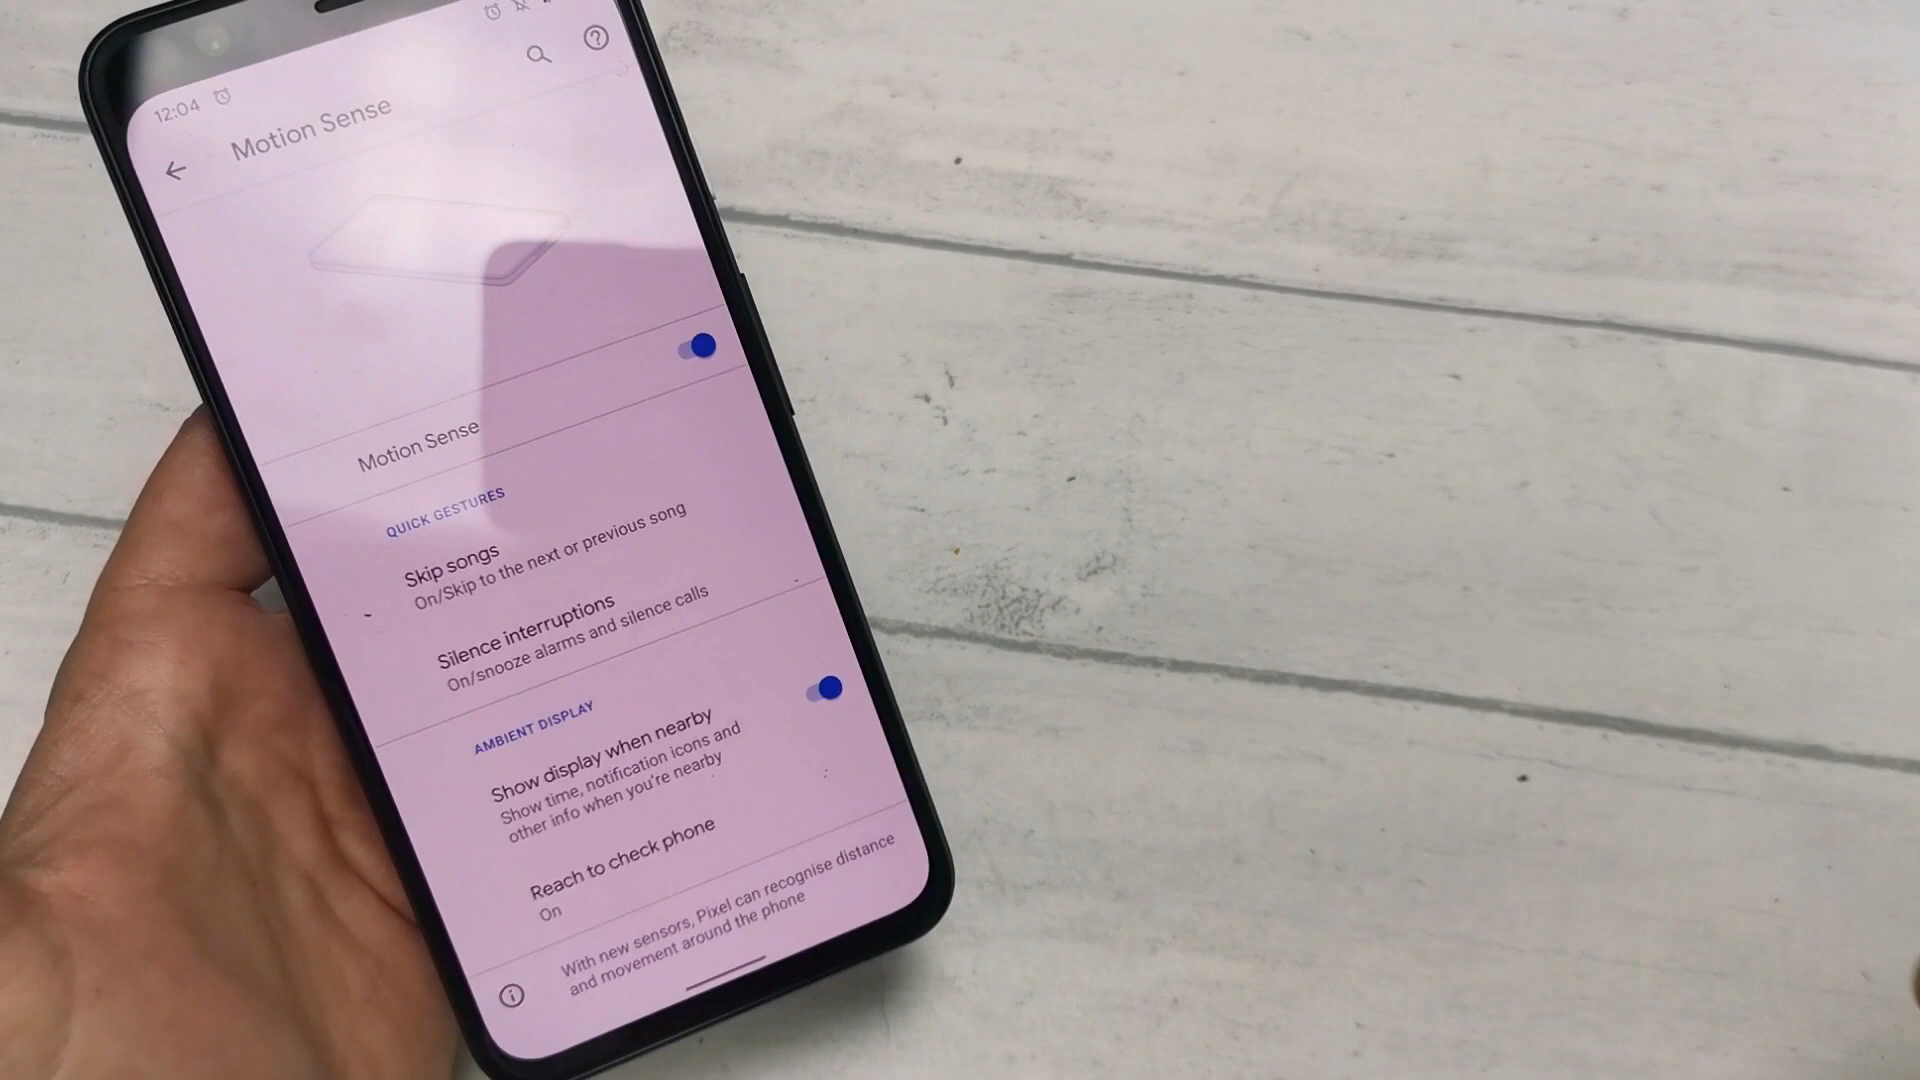 12:04
Motion Sense
Motion Sense
QUICK GESTURES
Skip songs
On/Skip to the next or previous song
Silence interruptions
On/snooze alarms and silence calls
AMBIENT DISPLAY
Show display when nearby
Show time, notification icons and
other info when you're nearby
Reach to check phone
On
With new sensors, Pixel can recognise distance
and movement around the phone